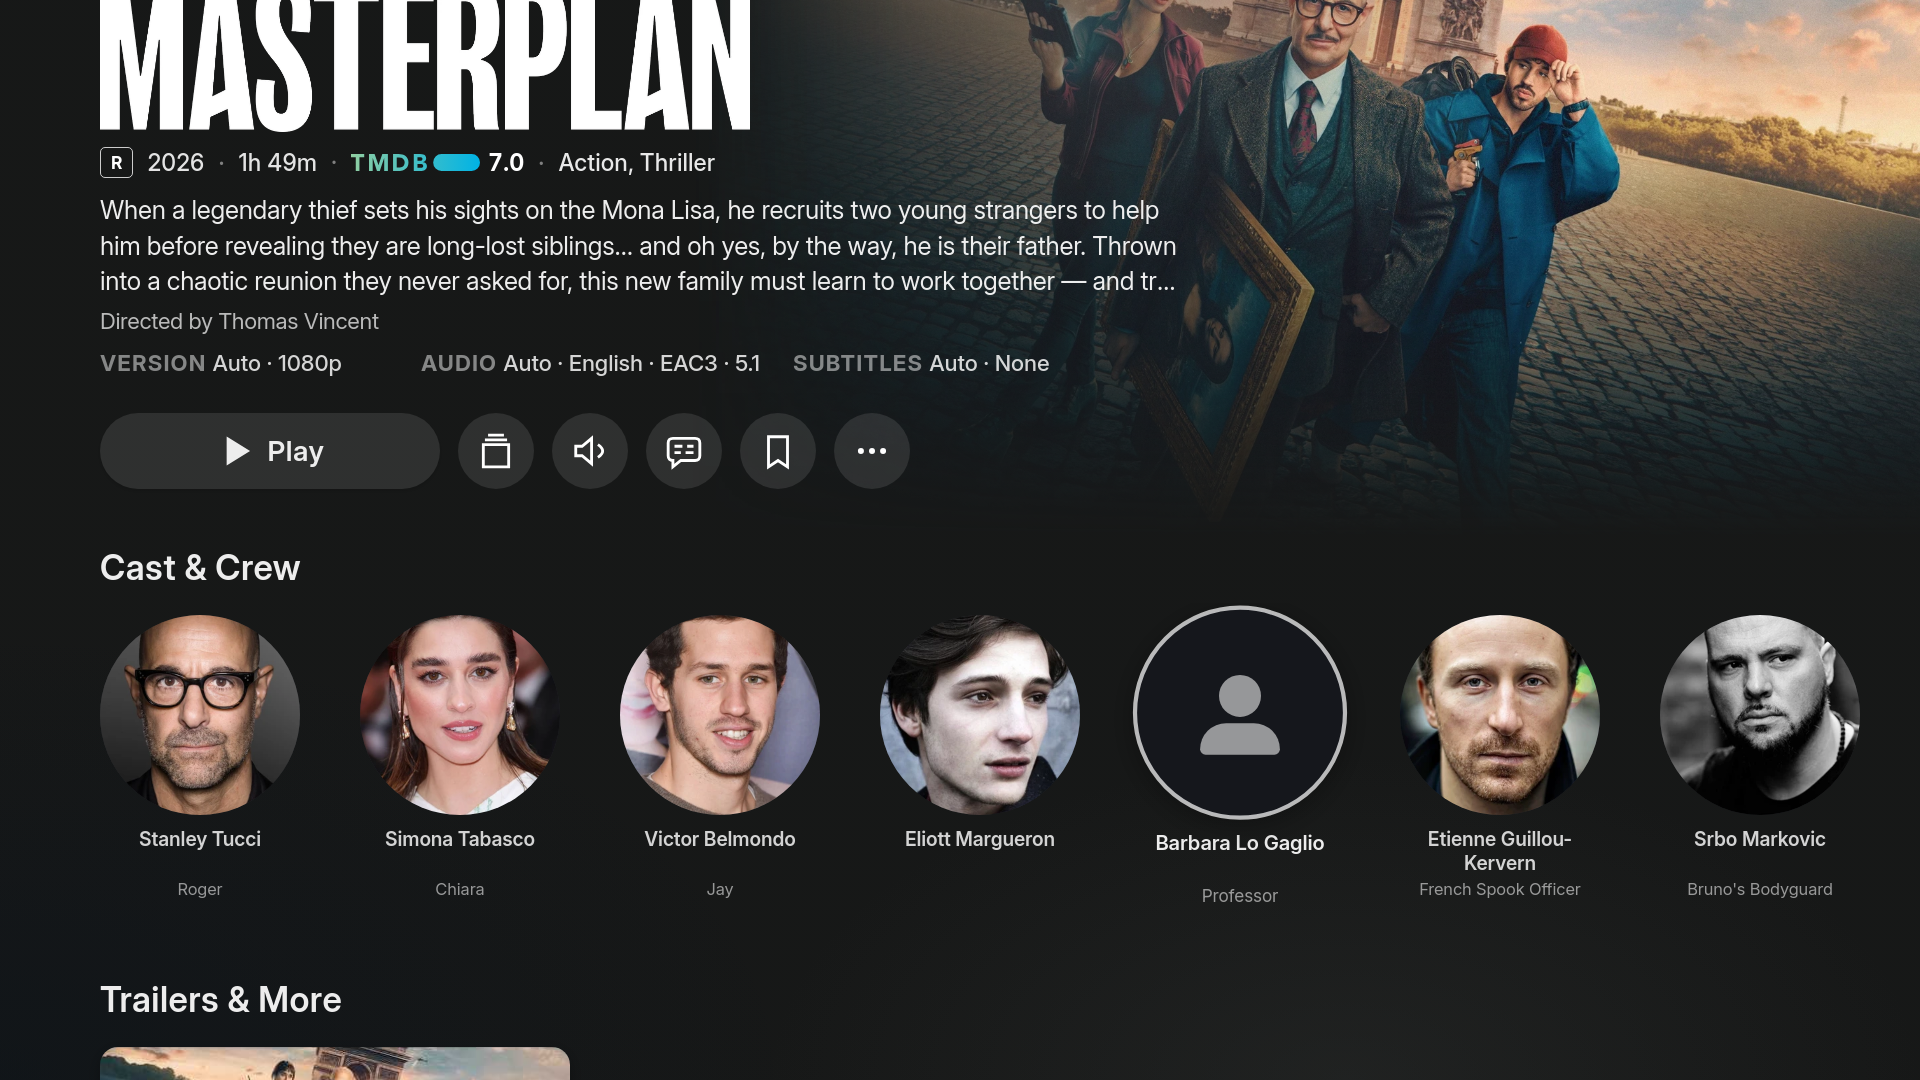 MASTERPLAN
R 2026 · 1h 49m · TMDB 7.0 · Action, Thriller
When a legendary thief sets his sights on the Mona Lisa, he recruits two young strangers to help
him before revealing they are long-lost siblings... and oh yes, by the way, he is their father. Thrown
into a chaotic reunion they never asked for, this new family must learn to work together — and tr...
Directed by Thomas Vincent
VERSION Auto · 1080p AUDIO Auto · English · EAC3 · 5.1 SUBTITLES Auto · None
Play
Cast & Crew
Stanley Tucci
Roger
Simona Tabasco
Chiara
Victor Belmondo
Jay
Eliott Margueron
Barbara Lo Gaglio
Professor
Etienne Guillou-
Kervern
French Spook Officer
Srbo Markovic
Bruno's Bodyguard
Trailers & More